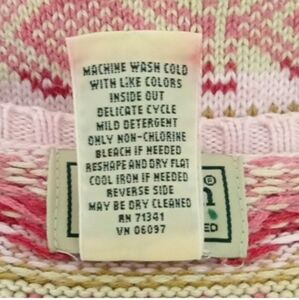 MACHINE WASH COLD
WITH LIKE COLORS
INSIDE OUT
DELICATE CYCLE
MILD DETERGENT
ONLY NON-CHLORINE
BLEACH IF NEEDED
RESHAPE AND DRY FLAT
COOL IRON IF NEEDED
REVERSE SIDE
MAY BE DRY CLEANED
RN 71341
VN 06097